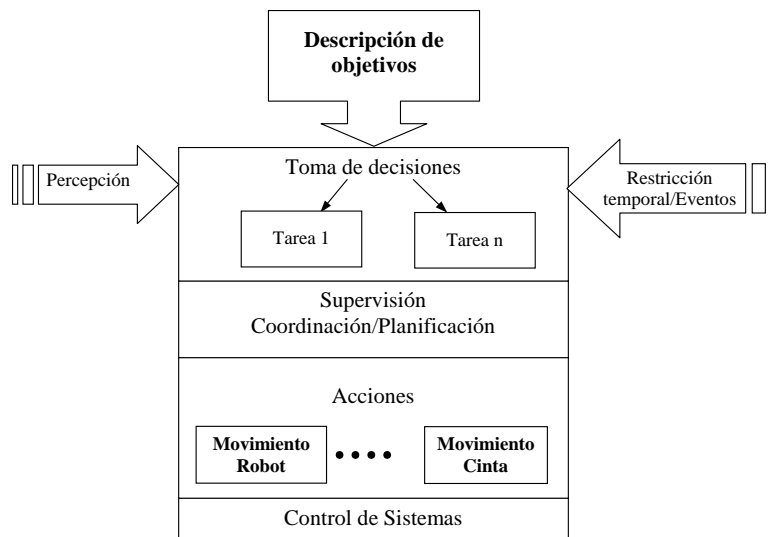 Descripción de
objetivos
Percepción
Toma de decisiones
Restricción
temporal/Eventos
Tarea 1
Tarea n
Supervisión
Coordinación/Planificación
Acciones
Movimiento
Robot
Movimiento
Cinta
Control de Sistemas